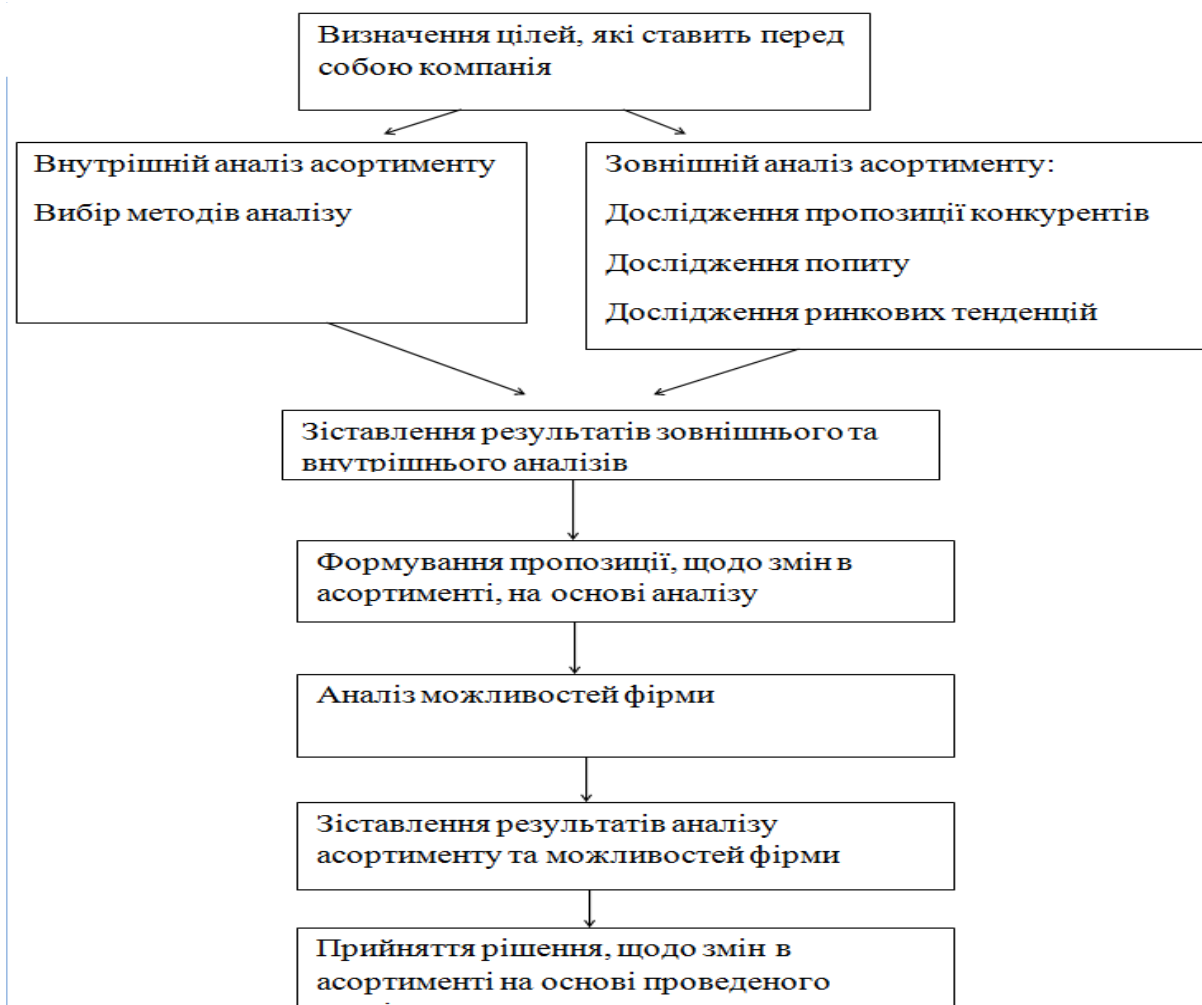 Визначення цілей, які ставить перед
собою компанія
Внутрішній аналіз асортименту
Вибір методів аналізу
Зовнішній аналіз асортименту:
Дослідження пропозиції конкурентів
Дослідження попиту
Дослідження ринкових тенденцій
Зіставлення результатів зовнішнього та
внутрішнього аналізів
Формування пропозиції, щодо змін в
асортименті, на основі аналізу
Аналіз можливостей фірми
Зіставлення результатів аналізу
асортименту та можливостей фірми
Прийняття рішення, щодо змін в
асортименті на основі проведеного